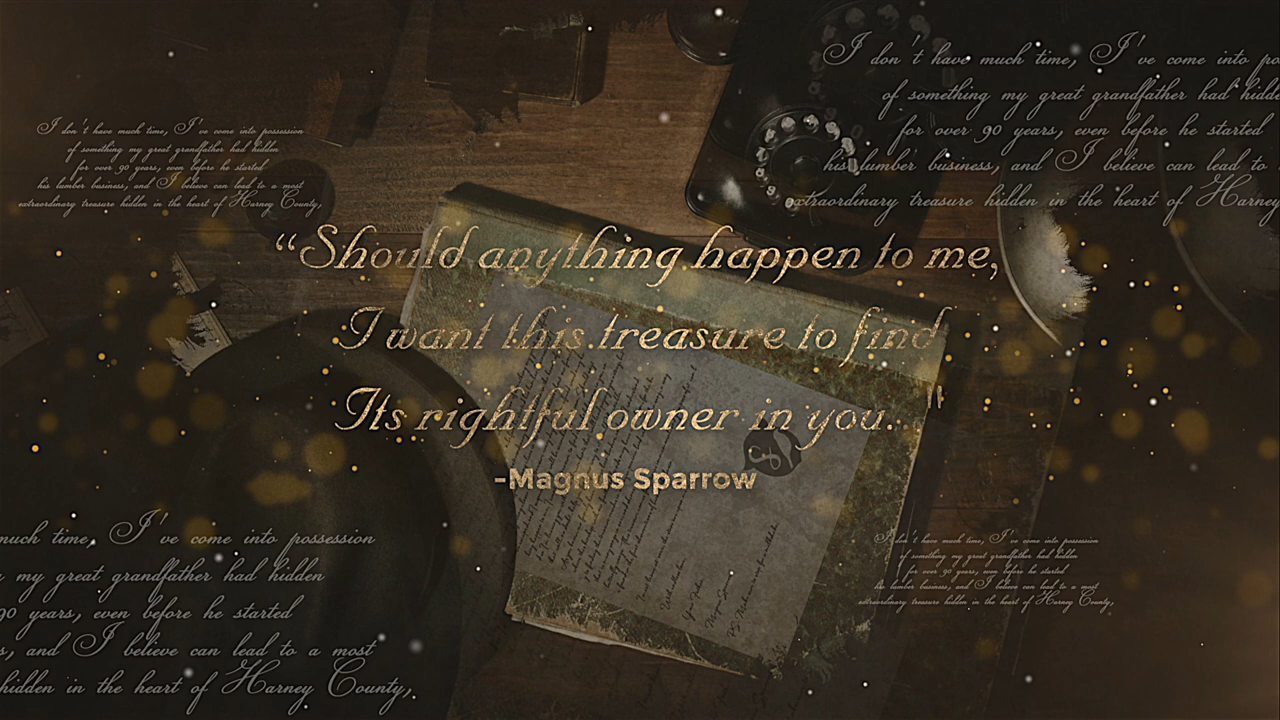 I don't have much time, I've come into po
of something my great grandfather had hidde
for over 90 years, even before he started
his lumber business, and I believe can lead to
extraordinary treasure hidden in the heart of Harney
I don't have much time, I've come into possession
of something my great grandfather had hidden
for over 90 years, even before he started
his lumber business, and I believe can lead to a most
extraordinary treasure hidden in the heart of Harney County,
“Should anything happen to me,
I want this treasure to find
Its rightful owner in you."
-Magnus Sparrow
much time, I've come into possession
my great grandfather had hidden
90 years, even before he started
s, and I believe can lead to a most
hidden in the heart of Harney County,
I don't have much time, I've come into possession
of something my great grandfather had hidden
for over 90 years, even before he started
his lumber business, and I believe can lead to a most
extraordinary treasure hidden in the heart of Harney County,